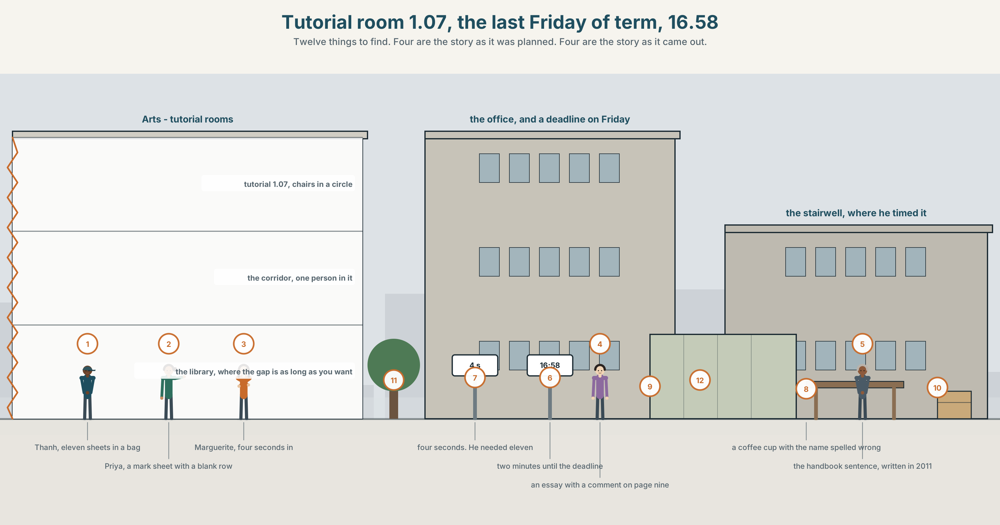 Tutorial room 1.07, the last Friday of term, 16.58
Twelve things to find. Four are the story as it was planned. Four are the story as it came out.
Arts - tutorial rooms
the office, and a deadline on Friday
the stairwell, where he timed it
tutorial 1.07, chairs in a circle
the corridor, one person in it
the library, where the gap is as long as you want
1
2
3
4
5
4 s
16:58
7
6
11
9
12
8
10
Thanh, eleven sheets in a bag
Marguerite, four seconds in
four seconds. He needed eleven
a coffee cup with the name spelled wrong
Priya, a mark sheet with a blank row
two minutes until the deadline
the handbook sentence, written in 2011
an essay with a comment on page nine